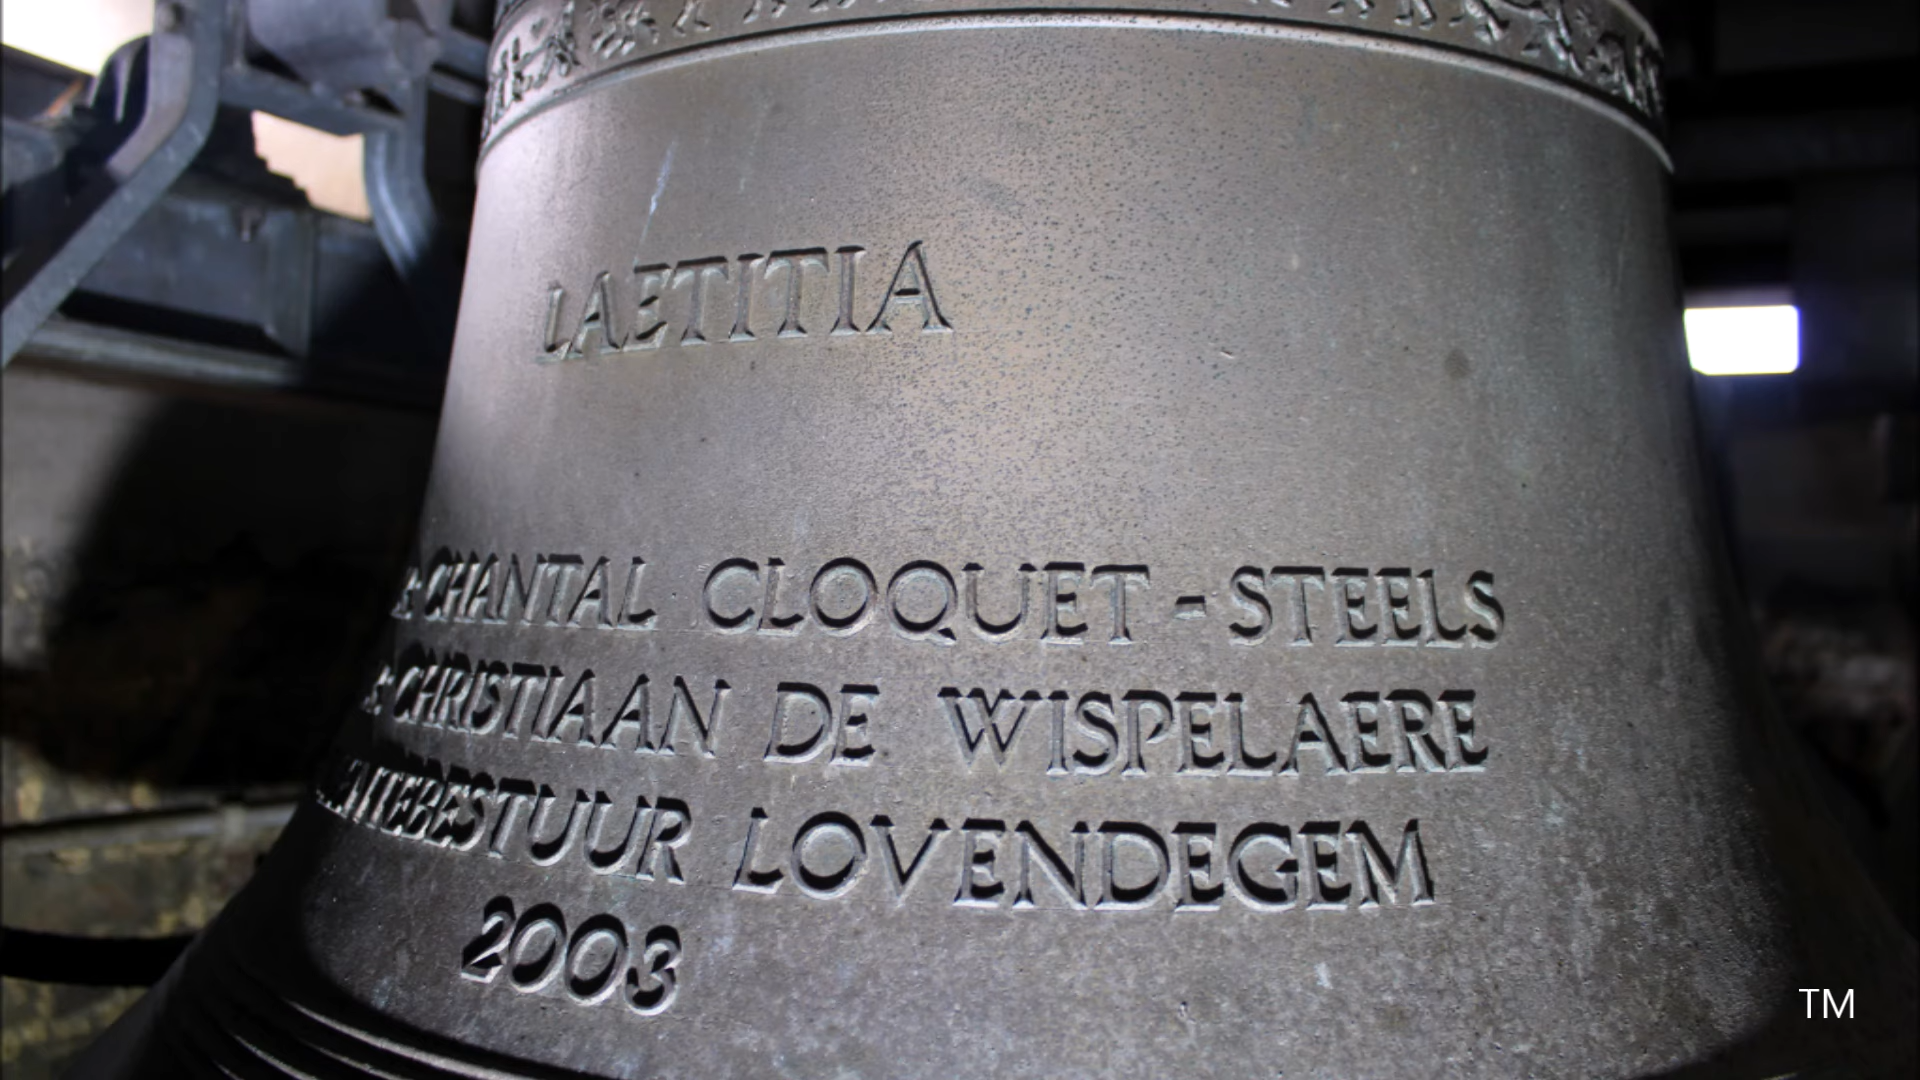 LAETITIA
CHANTAL CLOQUET - STEELS
CHRISTIAAN DE WISPELAERE
LOVENDEGEM
2003
TM